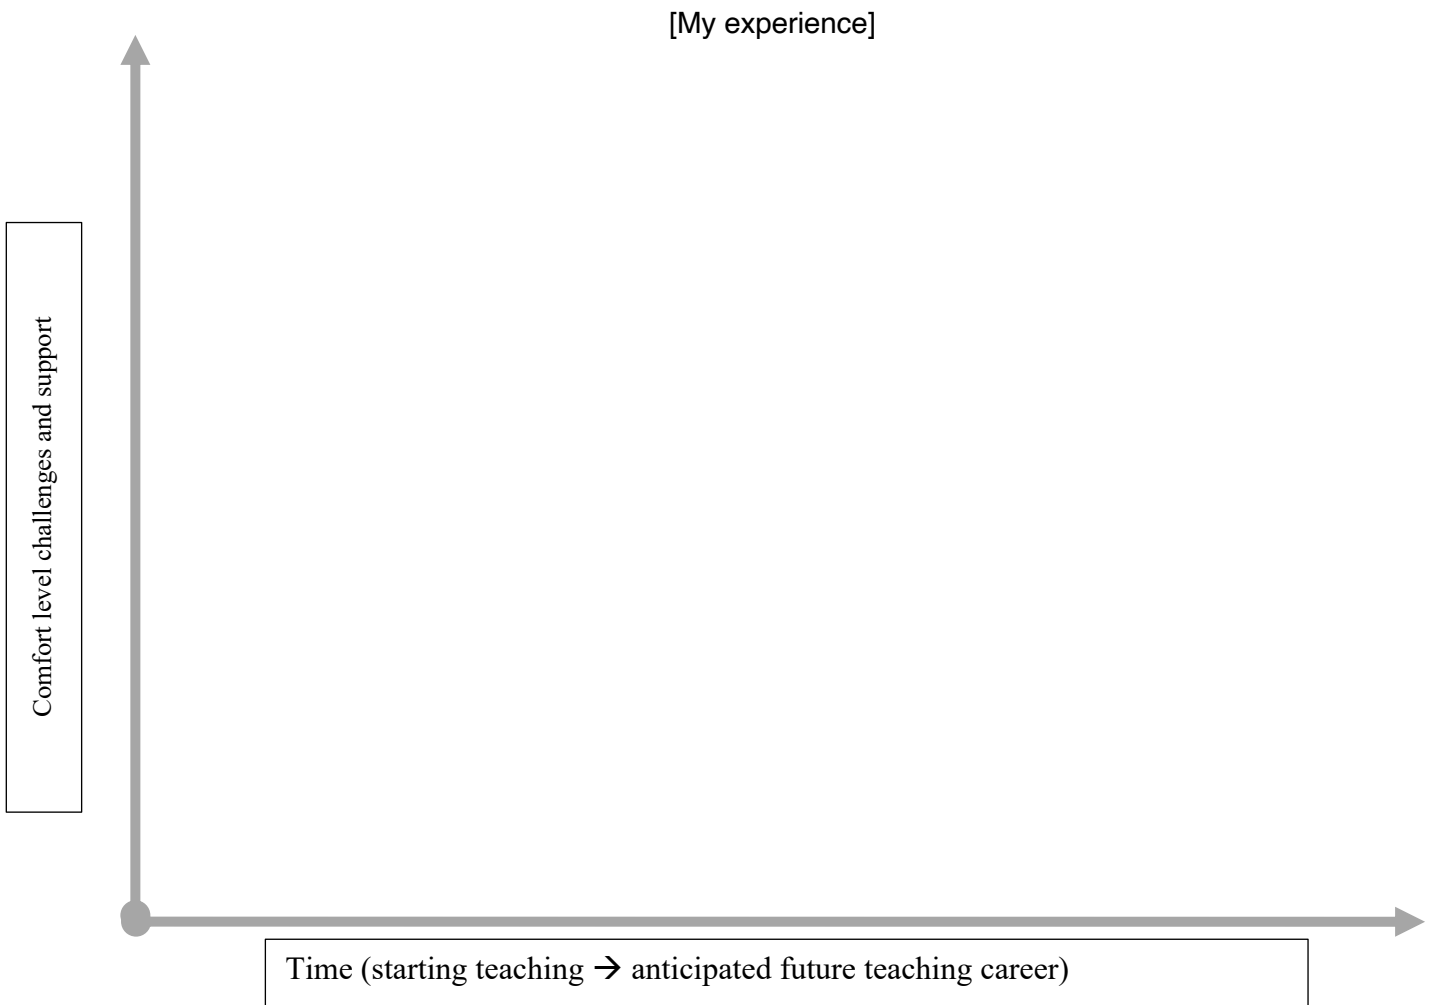 [My experience]
Comfort level challenges and support
Time (starting teaching → anticipated future teaching career)